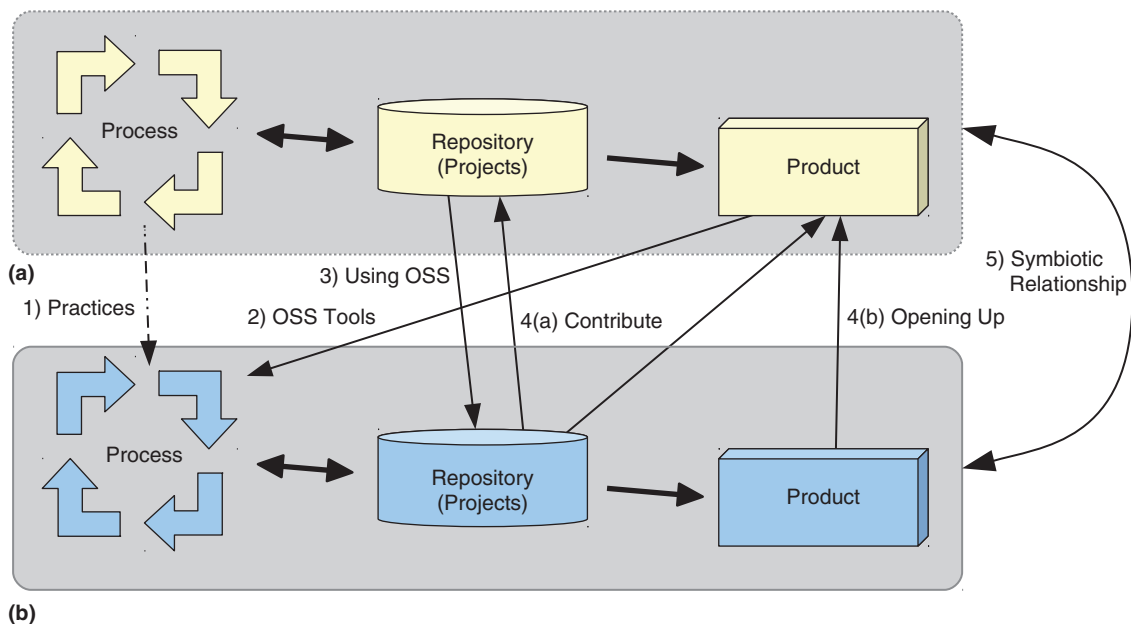 Process
Repository
(Projects)
Product
(a)
1) Practices
2) OSS Tools
3) Using OSS
4(a) Contribute
4(b) Opening Up
5) Symbiotic
Relationship
Process
Repository
(Projects)
Product
(b)